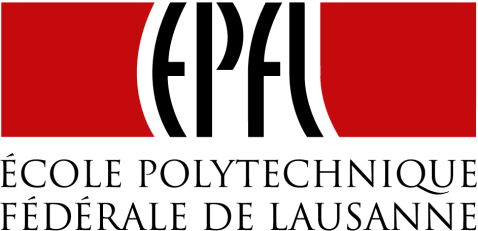 EPFL
ÉCOLE POLYTECHNIQUE
FÉDÉRALE DE LAUSANNE